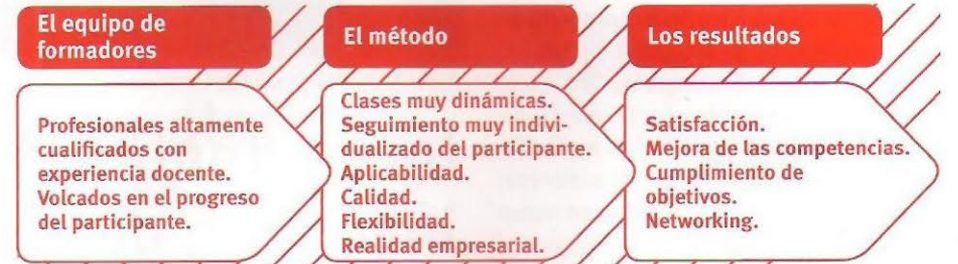 El equipo de
formadores
Profesionales altamente
cualificados con
experiencia docente.
Volcados en el progreso
del participante.
El método
Clases muy dinámicas.
Seguimiento muy indivi-
dualizado del participante.
Aplicabilidad.
Calidad.
Flexibilidad.
Realidad empresarial.
Los resultados
Satisfacción.
Mejora de las competencias.
Cumplimiento de
objetivos.
Networking.